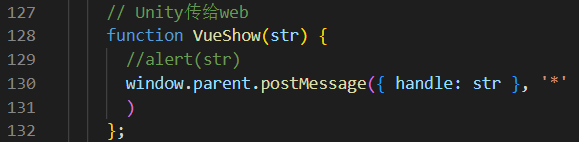 127 // Unity传给web
128 function VueShow(str) {
129 //alert(str)
130 window.parent.postMessage({ handle: str }, '*'
131 )
132 };